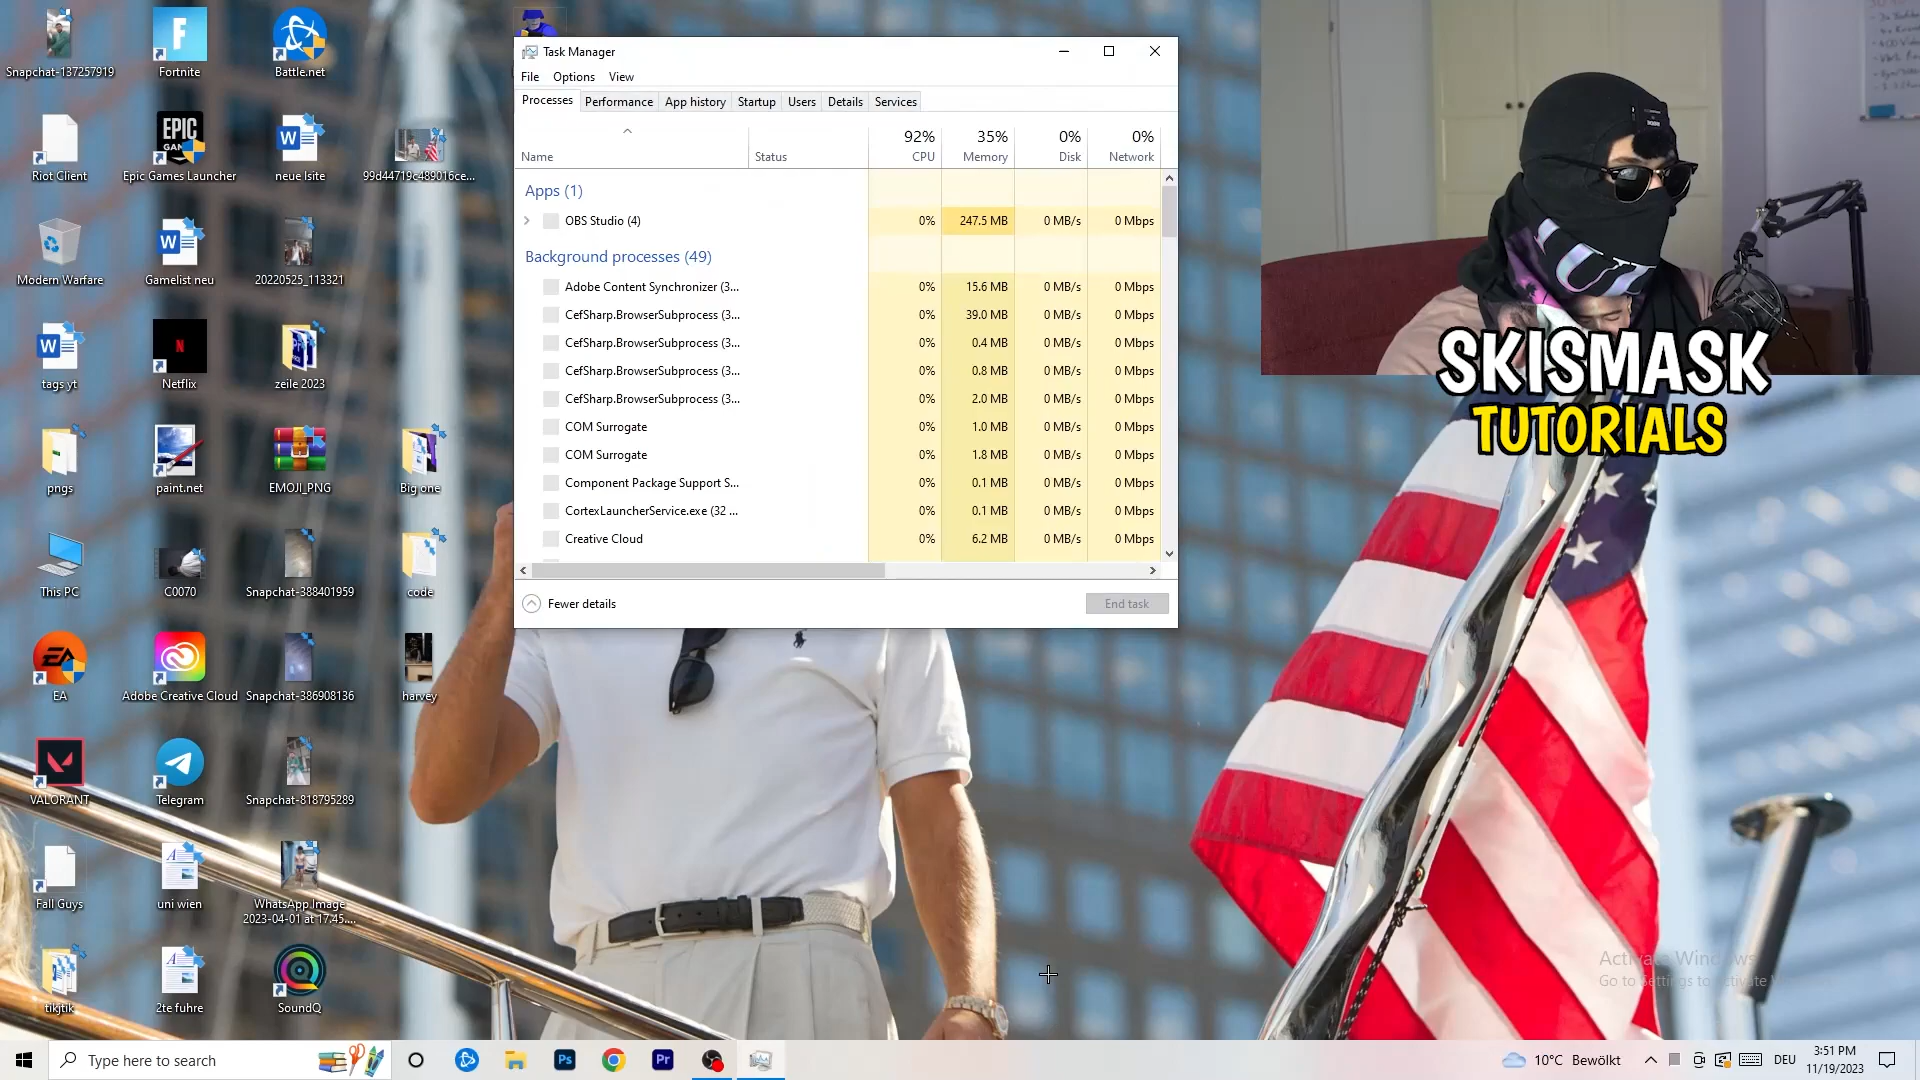 Snapchat-137257919
Fortnite
Battle.net
Riot Client
EPIC
Epic Games Launcher
neue lsite
99d44719c489016ce...
Modern Warfare
Gamelist neu
20220525_113321
tags yt
Netflix
zeile 2023
pngs
paint.net
EMOJI_PNG
Big one
This PC
C0070
Snapchat-388401959
code
EA
Adobe Creative Cloud
Snapchat-386908136
harvey
VALORANT
Telegram
Snapchat-818795289
Fall Guys
uni wien
WhatsApp Image
2023-04-01 at 17.45....
tikjtik
2te fuhre
SoundQ
Task Manager
File Options View
Processes Performance App history Startup Users Details Services
92% 35% 0% 0%
Name Status CPU Memory Disk Network
Apps (1)
OBS Studio (4) 0% 247.5 MB 0 MB/s 0 Mbps
Background processes (49)
Adobe Content Synchronizer (3... 0% 15.6 MB 0 MB/s 0 Mbps
CefSharp.BrowserSubprocess (3... 0% 39.0 MB 0 MB/s 0 Mbps
CefSharp.BrowserSubprocess (3... 0% 0.4 MB 0 MB/s 0 Mbps
CefSharp.BrowserSubprocess (3... 0% 0.8 MB 0 MB/s 0 Mbps
CefSharp.BrowserSubprocess (3... 0% 2.0 MB 0 MB/s 0 Mbps
COM Surrogate 0% 1.0 MB 0 MB/s 0 Mbps
COM Surrogate 0% 1.8 MB 0 MB/s 0 Mbps
Component Package Support S... 0% 0.1 MB 0 MB/s 0 Mbps
CortexLauncherService.exe (32 ... 0% 0.1 MB 0 MB/s 0 Mbps
Creative Cloud 0% 6.2 MB 0 MB/s 0 Mbps
Fewer details End task
SKISMASK
TUTORIALS
Activate Windows
Go to Settings to activate
Type here to search
Ps
Pr
10°C Bewölkt
DEU
3:51 PM
11/19/2023